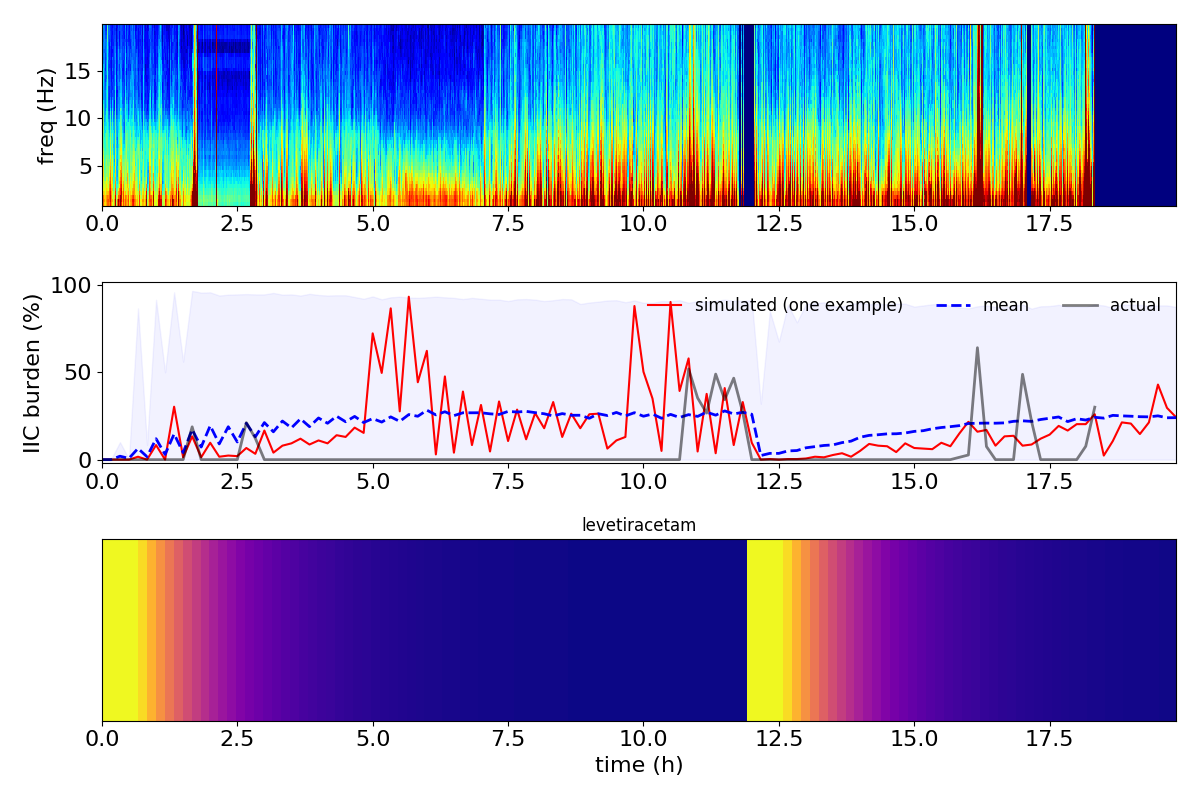 freq (Hz)
15
10
5
0.0 2.5 5.0 7.5 10.0 12.5 15.0 17.5
IIC burden (%)
100
50
0
simulated (one example) mean actual
0.0 2.5 5.0 7.5 10.0 12.5 15.0 17.5
levetiracetam
0.0 2.5 5.0 7.5 10.0 12.5 15.0 17.5
time (h)